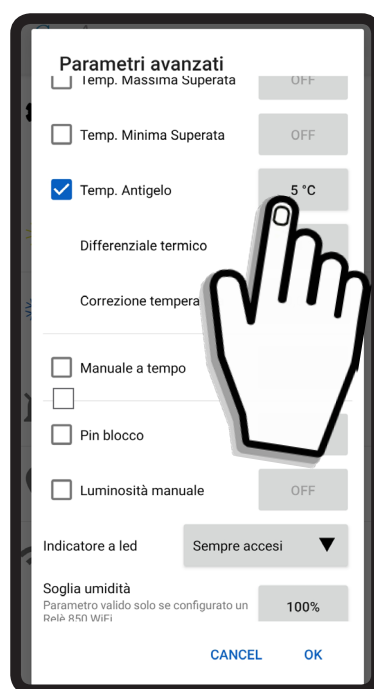 Parametri avanzati
Temp. Massima Superata OFF
Temp. Minima Superata OFF
Temp. Antigelo 5 °C
Differenziale termico
Correzione tempera
Manuale a tempo
Pin blocco
Luminosità manuale OFF
Indicatore a led Sempre accesi
Soglia umidità
Parametro valido solo se configurato un 100%
Relè 850 WiFi
CANCEL OK